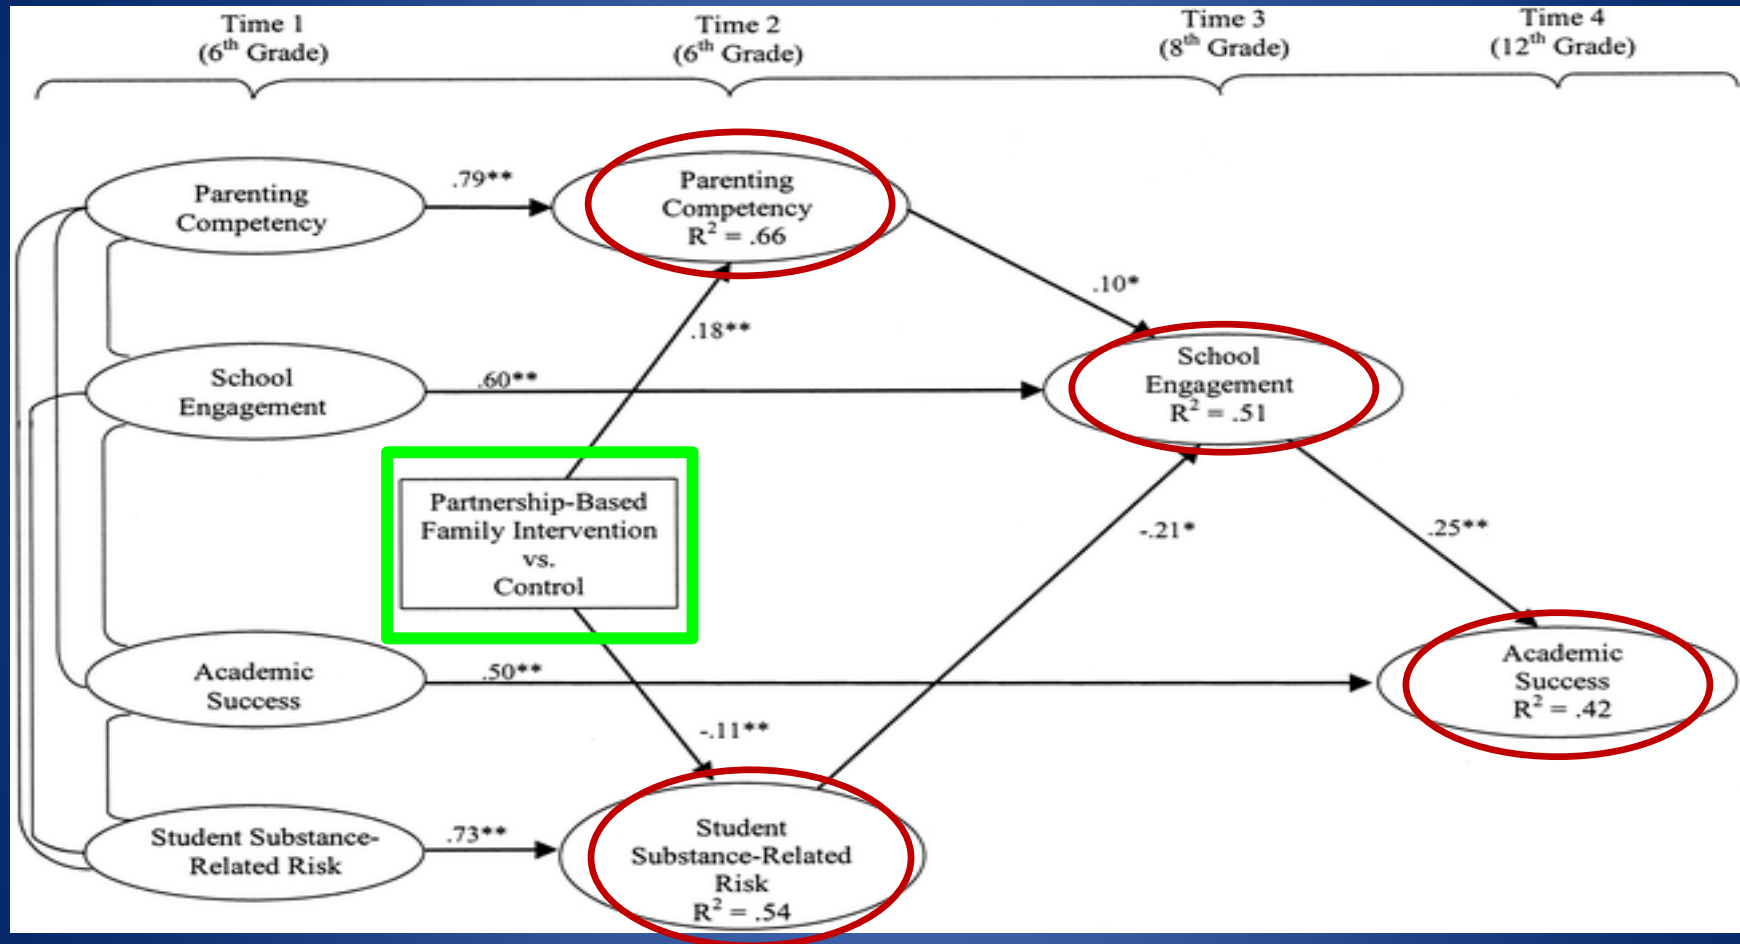 Time 1
(6th Grade)
Time 2
(6th Grade)
Time 3
(8th Grade)
Time 4
(12th Grade)
Parenting
Competency
.79**
Parenting
Competency
R² = .66
.10*
.18**
School
Engagement
.60**
School
Engagement
R² = .51
Partnership-Based
Family Intervention
vs.
Control
-.21*
.25**
Academic
Success
.50**
Academic
Success
R² = .42
-.11**
Student Substance-
Related Risk
.73**
Student
Substance-Related
Risk
R² = .54